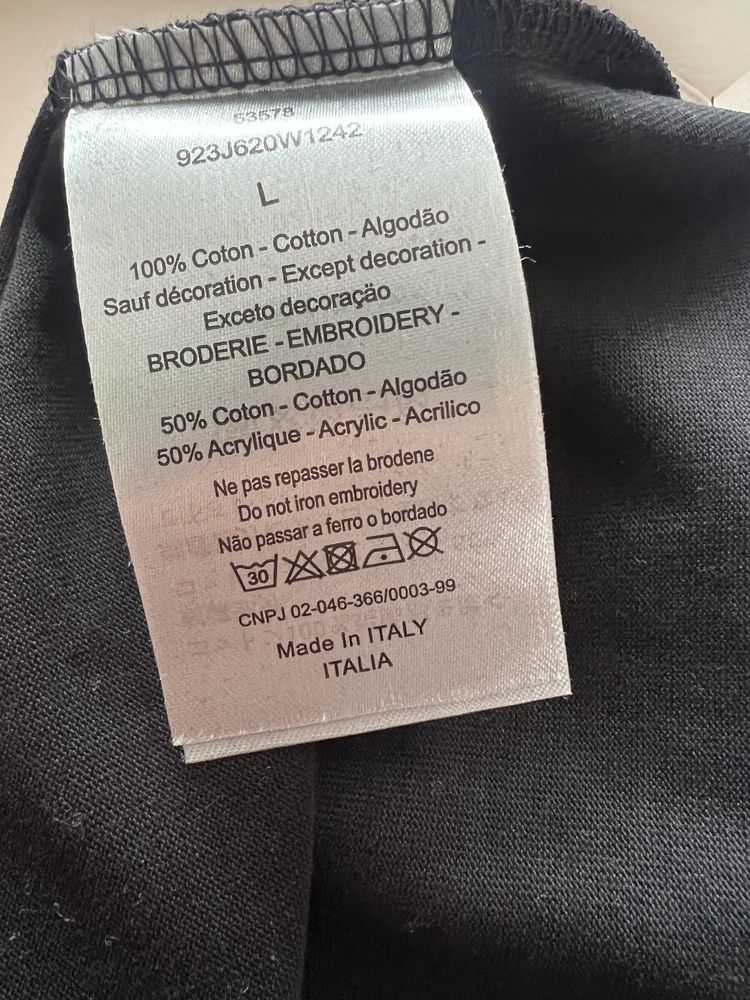 53578
923J620W1242
L
100% Coton - Cotton - Algodão
Sauf décoration - Except decoration -
Exceto decoração
BRODERIE - EMBROIDERY -
BORDADO
50% Coton - Cotton - Algodão
50% Acrylique - Acrylic - Acrilico
Ne pas repasser la brodene
Do not iron embroidery
Não passar a ferro o bordado
30
CNPJ 02-046-366/0003-99
Made In ITALY
ITALIA